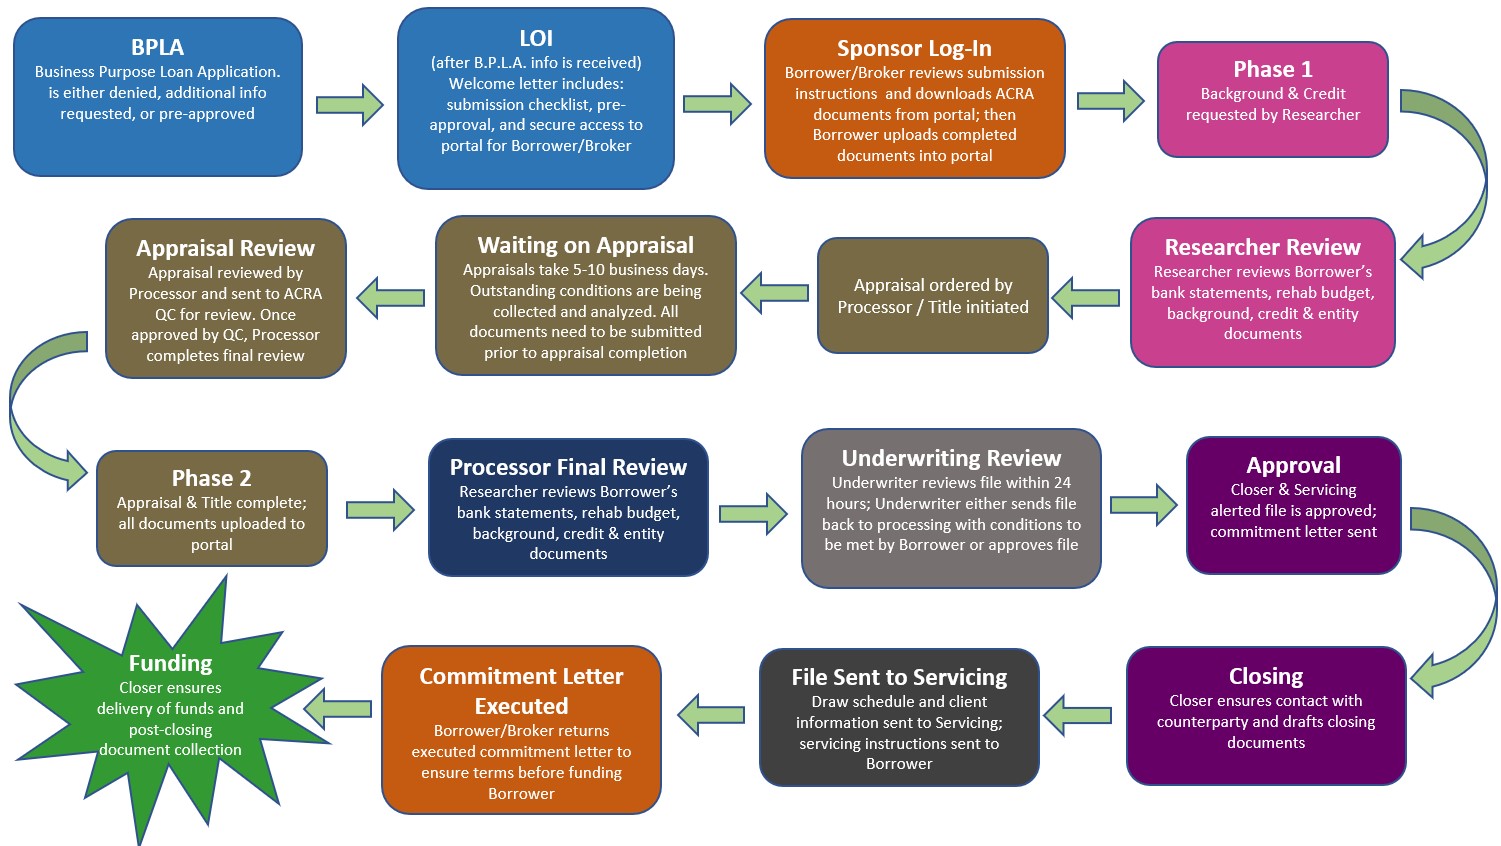 BPLA
Business Purpose Loan Application.
is either denied, additional info
requested, or pre-approved
LOI
(after B.P.L.A. info is received)
Welcome letter includes:
submission checklist, pre-
approval, and secure access to
portal for Borrower/Broker
Sponsor Log-In
Borrower/Broker reviews submission
instructions and downloads ACRA
documents from portal; then
Borrower uploads completed
documents into portal
Phase 1
Background & Credit
requested by Researcher
Researcher Review
Researcher reviews Borrower’s
bank statements, rehab budget,
background, credit & entity
documents
Appraisal ordered by
Processor / Title initiated
Waiting on Appraisal
Appraisals take 5-10 business days.
Outstanding conditions are being
collected and analyzed. All
documents need to be submitted
prior to appraisal completion
Appraisal Review
Appraisal reviewed by
Processor and sent to ACRA
QC for review. Once
approved by QC, Processor
completes final review
Phase 2
Appraisal & Title complete;
all documents uploaded to
portal
Processor Final Review
Researcher reviews Borrower’s
bank statements, rehab budget,
background, credit & entity
documents
Underwriting Review
Underwriter reviews file within 24
hours; Underwriter either sends file
back to processing with conditions to
be met by Borrower or approves file
Approval
Closer & Servicing
alerted file is approved;
commitment letter sent
Closing
Closer ensures contact with
counterparty and drafts closing
documents
File Sent to Servicing
Draw schedule and client
information sent to Servicing;
servicing instructions sent to
Borrower
Commitment Letter
Executed
Borrower/Broker returns
executed commitment letter to
ensure terms before funding
Borrower
Funding
Closer ensures
delivery of funds and
post-closing
document collection